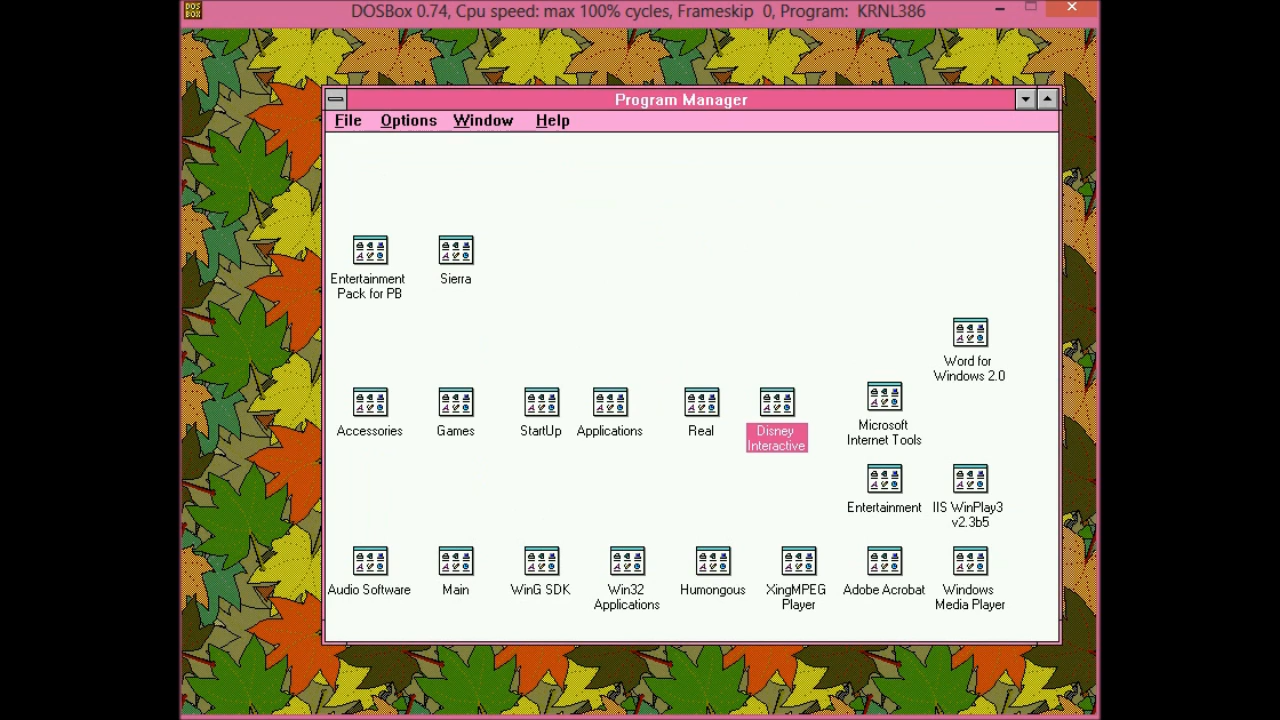 DOS
BOX
DOSBox 0.74, Cpu speed: max 100% cycles, Frameskip 0, Program: KRNL386
Program Manager
File Options Window Help
Entertainment
Pack for PB
Sierra
Word for
Windows 2.0
Accessories
Games
StartUp
Applications
Real
Disney
Interactive
Microsoft
Internet Tools
Entertainment
IIS WinPlay3
v2.3b5
Audio Software
Main
WinG SDK
Win32
Applications
Humongous
XingMPEG
Player
Adobe Acrobat
Windows
Media Player